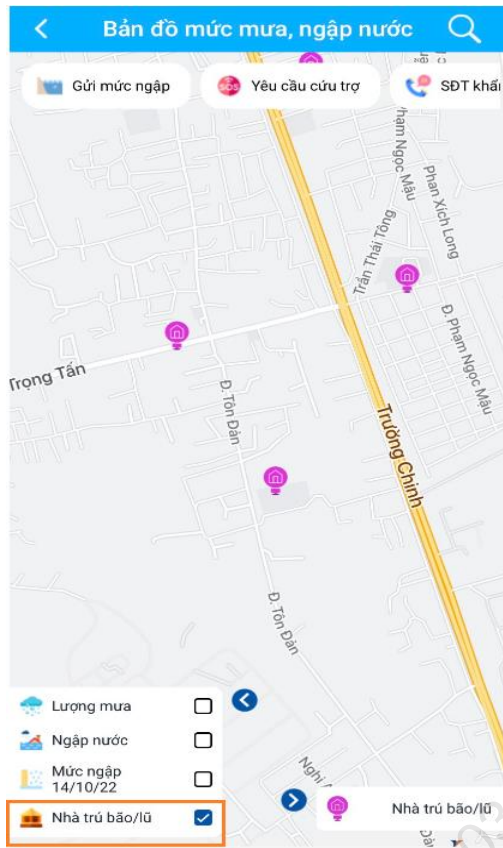 Bản đồ mức mưa, ngập nước
Gửi mức ngập
SOS
Yêu cầu cứu trợ
SĐT khẩ
Phạm Ngọc Mậu
Phan Xích Long
Trần Thái Tông
Đ. Phạm Ngọc Mậu
Trọng Tấn
Đ. Tôn Đản
Trường Chinh
Đ. Tôn Đản
Lượng mưa
Ngập nước
Mức ngập
14/10/22
Nghi
Nhà trú bão/lũ
Nhà trú bão/lũ